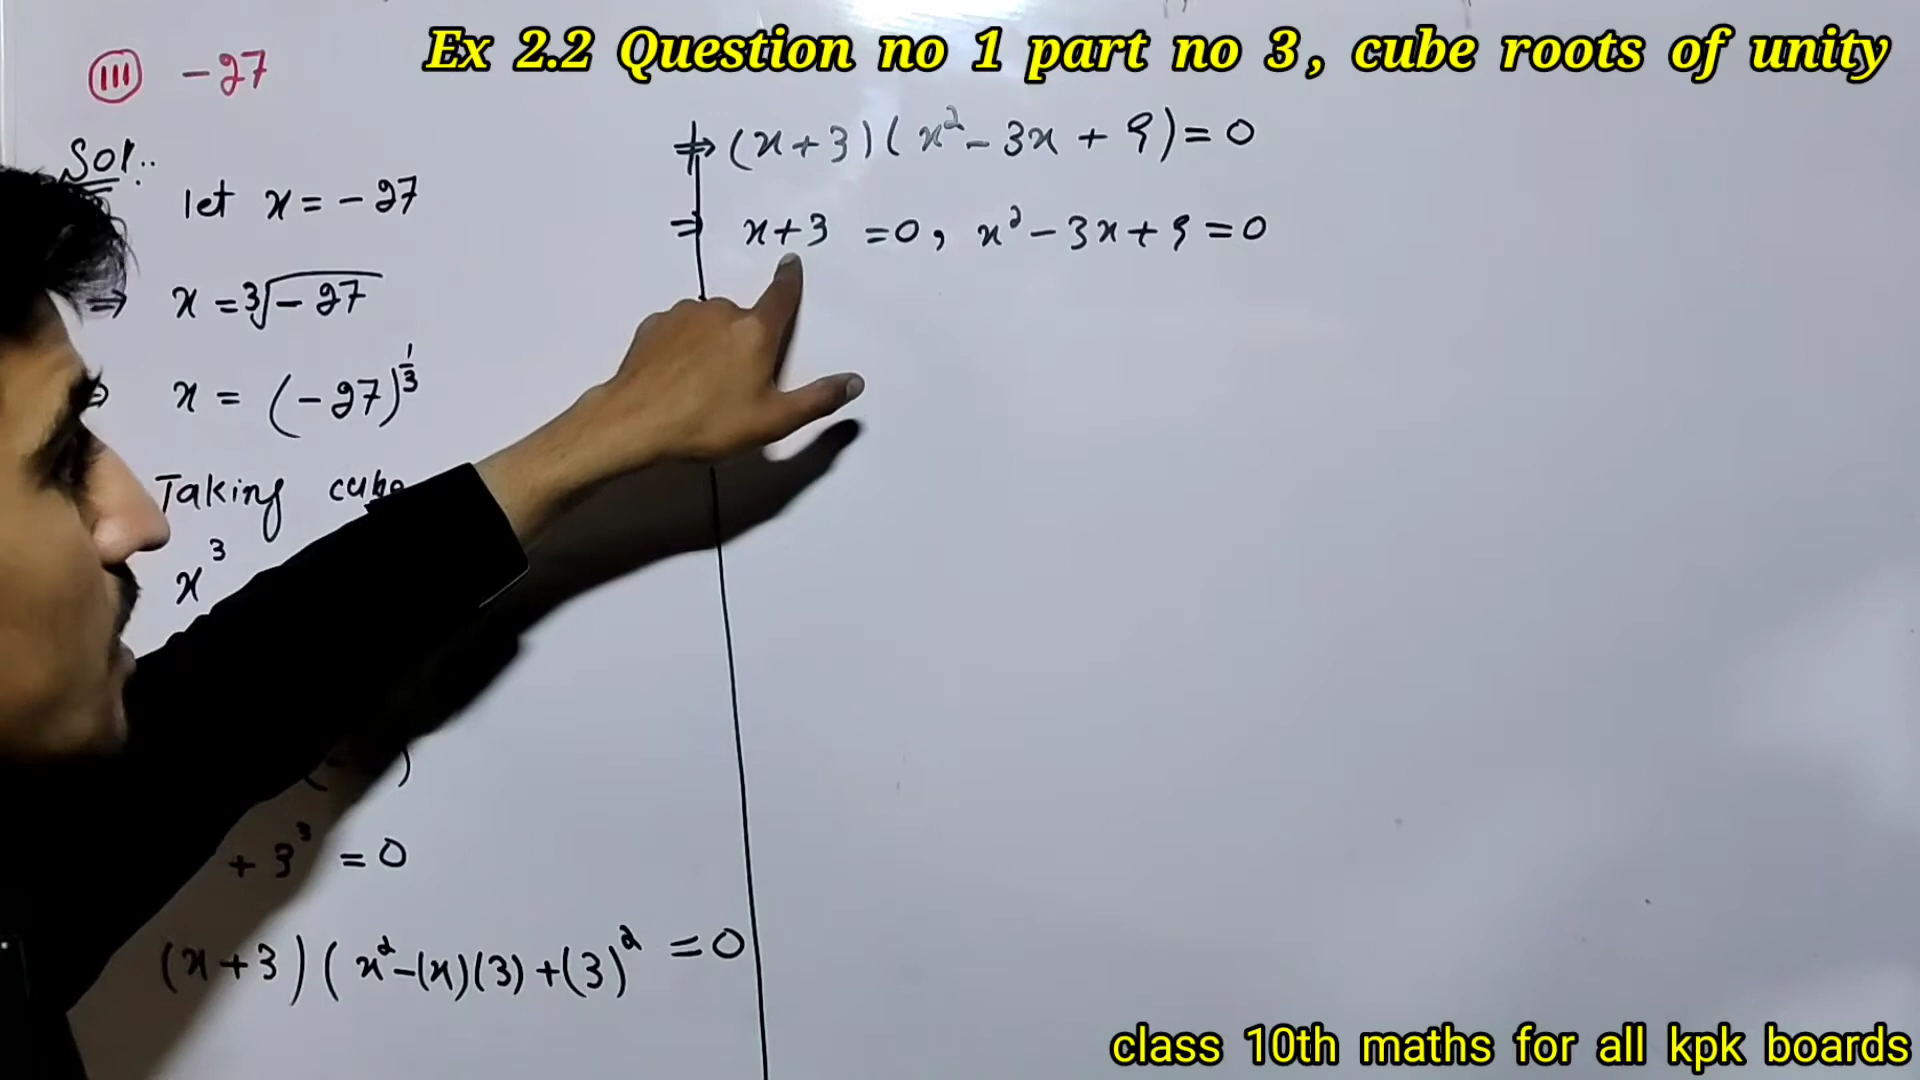 Ex 2.2 Question no 1 part no 3, cube roots of unity
(III) -27
Sol:.
let x = -27
⇒ x = ∛-27
⇒ x = (-27)^1/3
Taking cube
x³
+ 3³ = 0
(x+3)(x²-(x)(3)+(3)² = 0
⇒ (x+3)(x²-3x+9)=0
⇒ x+3 =0, x²-3x+9=0
class 10th maths for all kpk boards